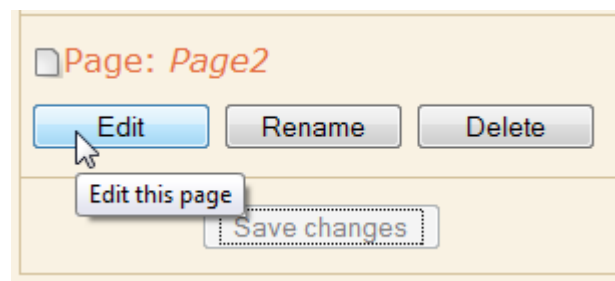 Page: Page2
Edit Rename Delete
Edit this page
Save changes